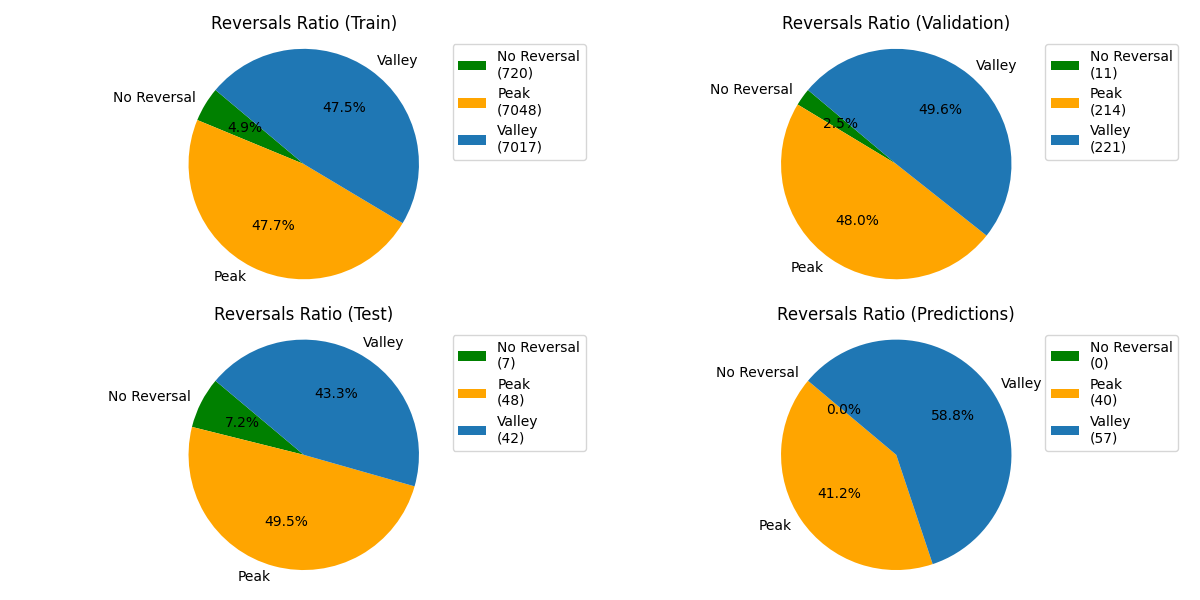 Reversals Ratio (Train)
No Reversal
4.9%
Peak
47.7%
Valley
47.5%
No Reversal
(720)
Peak
(7048)
Valley
(7017)
Reversals Ratio (Validation)
No Reversal
2.5%
Peak
48.0%
Valley
49.6%
No Reversal
(11)
Peak
(214)
Valley
(221)
Reversals Ratio (Test)
No Reversal
7.2%
Peak
49.5%
Valley
43.3%
No Reversal
(7)
Peak
(48)
Valley
(42)
Reversals Ratio (Predictions)
No Reversal
0.0%
Peak
41.2%
Valley
58.8%
No Reversal
(0)
Peak
(40)
Valley
(57)